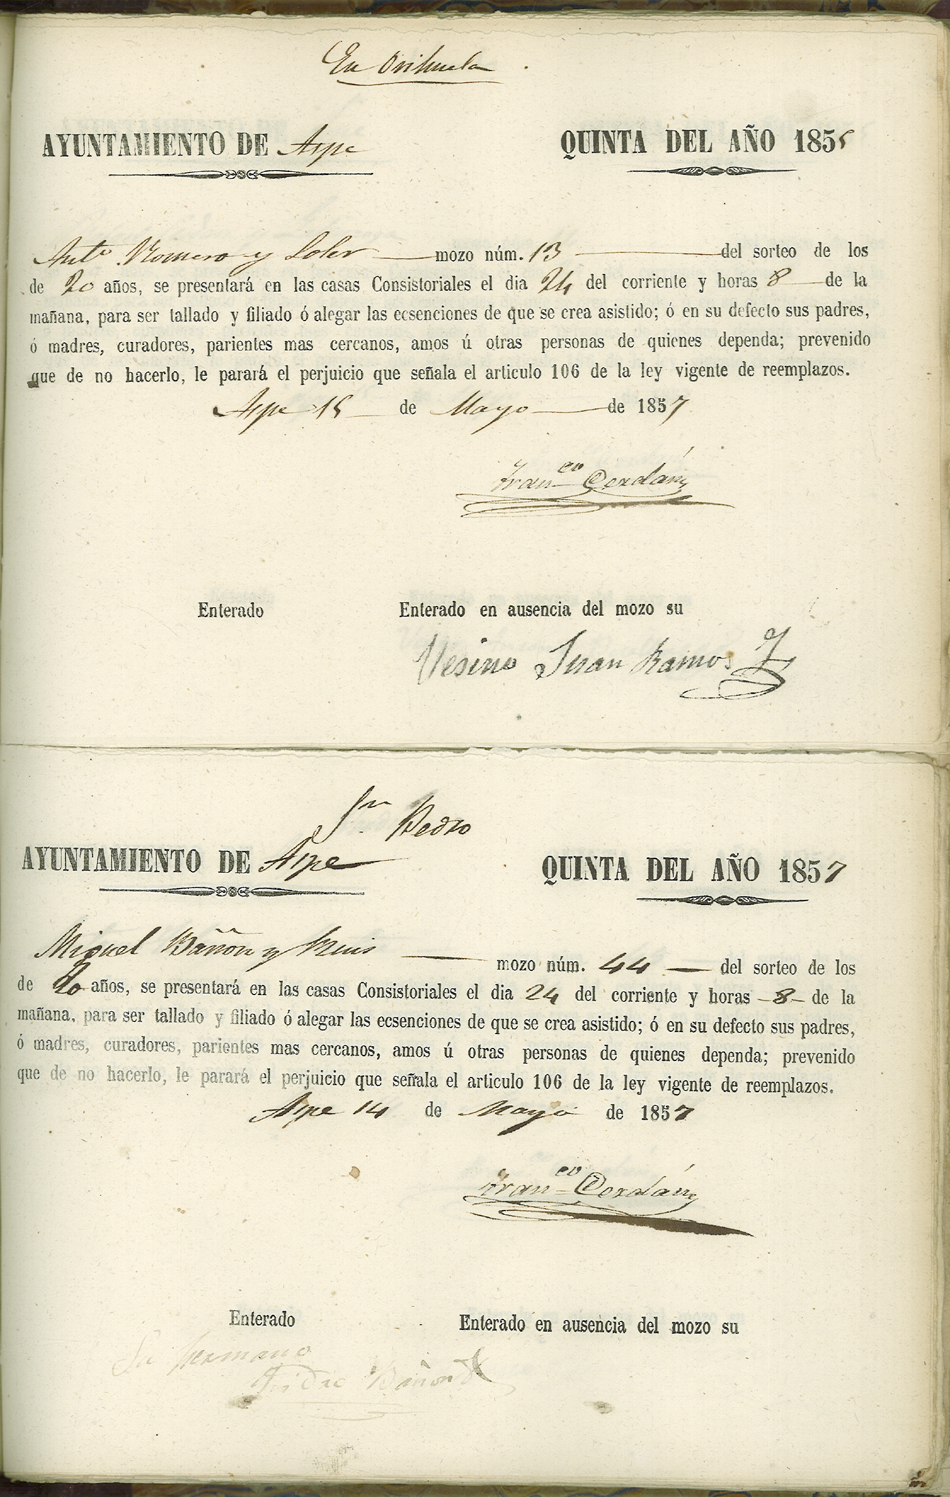 En Orihuela
AYUNTAMIENTO DE Aspe QUINTA DEL AÑO 185
Anto Romero y Soler mozo núm. 13 del sorteo de los
de 20 años, se presentará en las casas Consistoriales el dia 24 del corriente y horas 8 de la
mañana, para ser tallado y filiado ó alegar las ecsenciones de que se crea asistido; ó en su defecto sus padres,
ó madres, curadores, parientes mas cercanos, amos ú otras personas de quienes dependa; prevenido
que de no hacerlo, le parará el perjuicio que señala el articulo 106 de la ley vigente de reemplazos.
Aspe 15 de Mayo de 1857
Franco Cerdán
Enterado Enterado en ausencia del mozo su
Vesino Juan Ramos
Pedro
AYUNTAMIENTO DE Aspe QUINTA DEL AÑO 1857
Miguel Bañon y Ruis mozo núm. 44 del sorteo de los
de 20 años, se presentará en las casas Consistoriales el dia 24 del corriente y horas 8 de la
mañana, para ser tallado y filiado ó alegar las ecsenciones de que se crea asistido; ó en su defecto sus padres,
ó madres, curadores, parientes mas cercanos, amos ú otras personas de quienes dependa; prevenido
que de no hacerlo, le parará el perjuicio que señala el articulo 106 de la ley vigente de reemplazos.
Aspe 14 de Mayo de 1857
Franco Cerdán
Enterado Enterado en ausencia del mozo su
Su hermano
Bañon